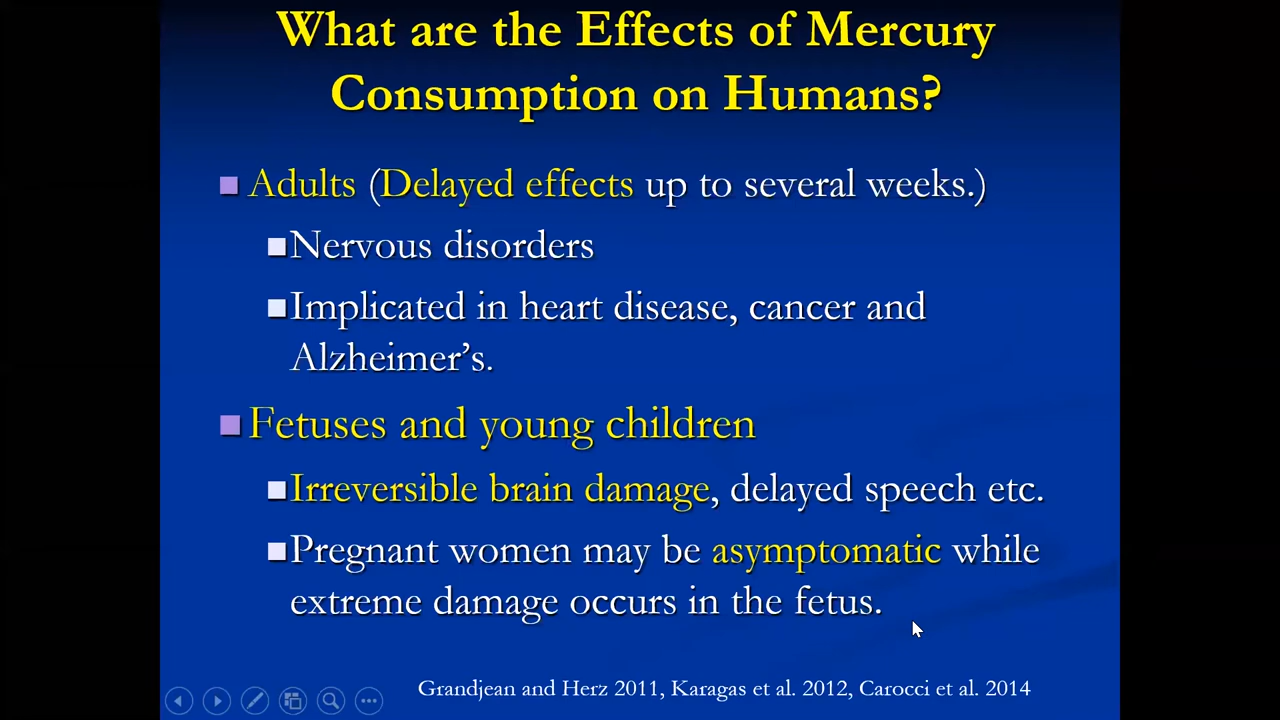 What are the Effects of Mercury
Consumption on Humans?
Adults (Delayed effects up to several weeks.)
Nervous disorders
Implicated in heart disease, cancer and
Alzheimer’s.
Fetuses and young children
Irreversible brain damage, delayed speech etc.
Pregnant women may be asymptomatic while
extreme damage occurs in the fetus.
Grandjean and Herz 2011, Karagas et al. 2012, Carocci et al. 2014